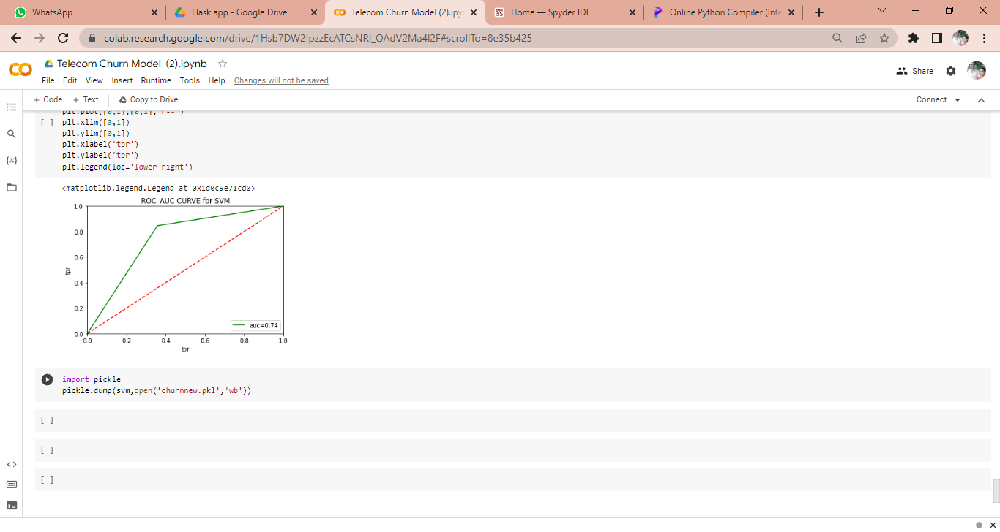 WhatsApp
Flask app - Google Drive
Telecom Churn Model (2).ipy
Home — Spyder IDE
Online Python Compiler (Inte
colab.research.google.com/drive/1Hsb7DW2IpzzEcATCsNRI_QAdV2Ma4I2F#scrollTo=8e35b425
Telecom Churn Model (2).ipynb
File Edit View Insert Runtime Tools Help Changes will not be saved
Share
+ Code + Text Copy to Drive
Connect
plt.plot([0,1],[0,1],'r--')
[ ] plt.xlim([0,1])
plt.ylim([0,1])
plt.xlabel('tpr')
plt.ylabel('tpr')
plt.legend(loc='lower right')
<matplotlib.legend.Legend at 0x1d0c9e71cd0>
ROC_AUC CURVE for SVM
1.0
0.8
0.6
tpr
0.4
0.2
auc=0.74
0.0
0.0 0.2 0.4 0.6 0.8 1.0
tpr
import pickle
pickle.dump(svm,open('churnnew.pkl','wb'))
[ ]
[ ]
[ ]
{x}
<>